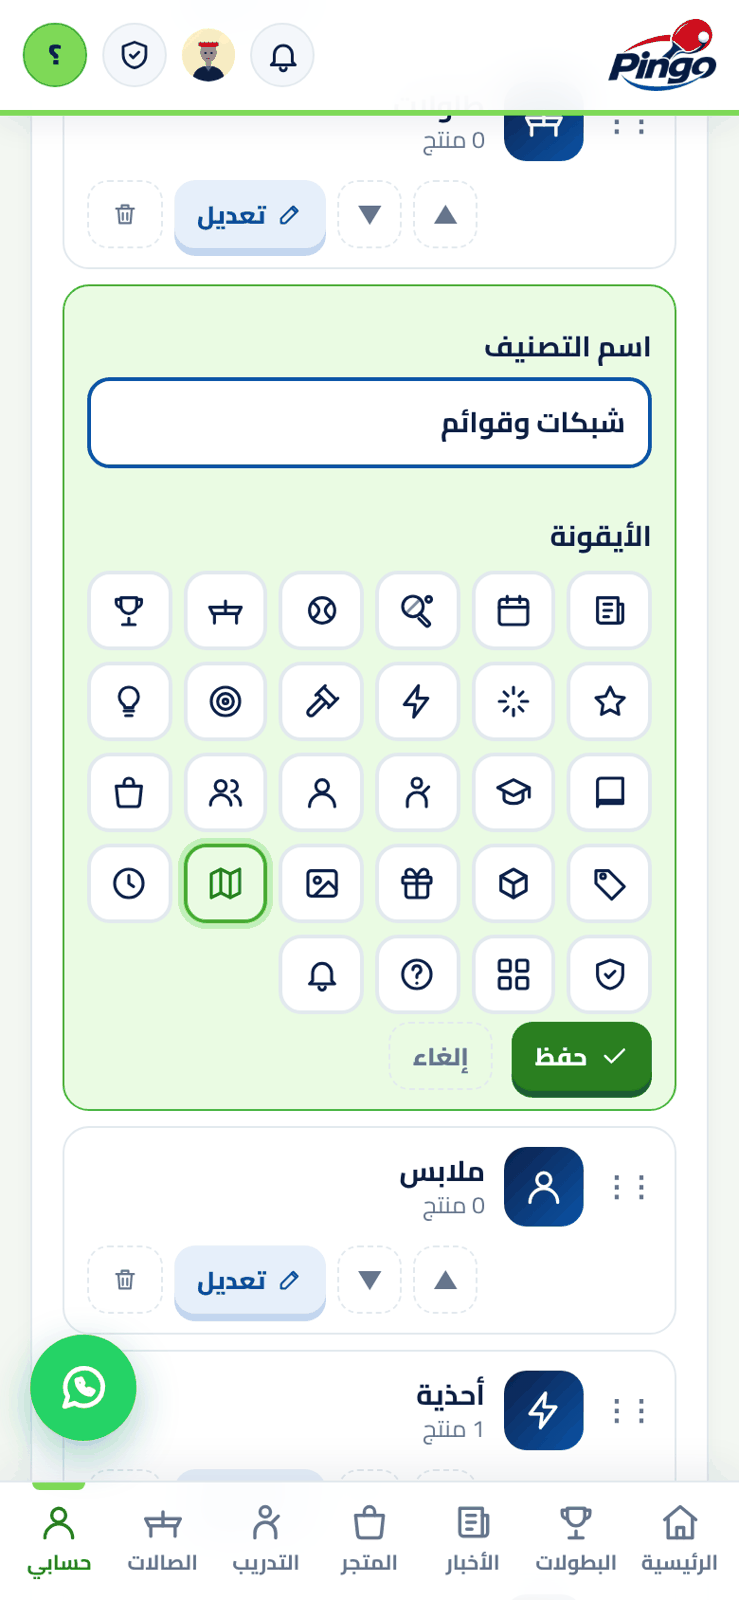 ؟
Pingo
0 منتج
تعديل
اسم التصنيف
شبكات وقوائم
الأيقونة
حفظ
إلغاء
ملابس
0 منتج
تعديل
أحذية
1 منتج
الرئيسية
البطولات
الأخبار
المتجر
التدريب
الصالات
حسابي